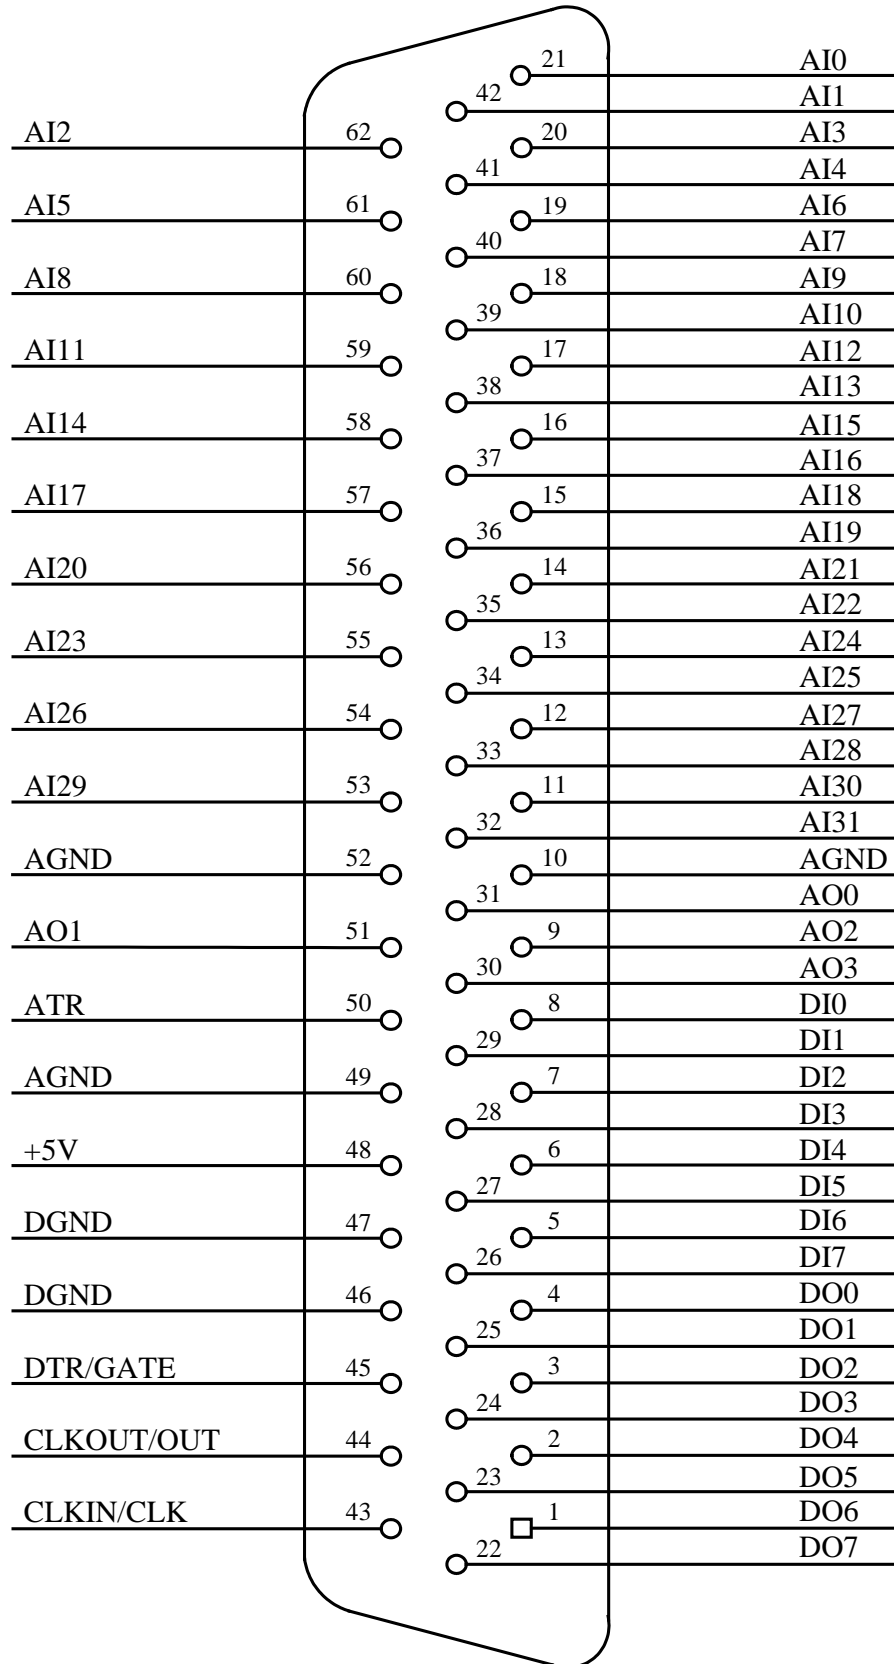 21 AI0
42 AI1
AI2 62 20 AI3
41 AI4
AI5 61 19 AI6
40 AI7
AI8 60 18 AI9
39 AI10
AI11 59 17 AI12
38 AI13
AI14 58 16 AI15
37 AI16
AI17 57 15 AI18
36 AI19
AI20 56 14 AI21
35 AI22
AI23 55 13 AI24
34 AI25
AI26 54 12 AI27
33 AI28
AI29 53 11 AI30
32 AI31
AGND 52 10 AGND
31 AO0
AO1 51 9 AO2
30 AO3
ATR 50 8 DI0
29 DI1
AGND 49 7 DI2
28 DI3
+5V 48 6 DI4
27 DI5
DGND 47 5 DI6
26 DI7
DGND 46 4 DO0
25 DO1
DTR/GATE 45 3 DO2
24 DO3
CLKOUT/OUT 44 2 DO4
23 DO5
CLKIN/CLK 43 1 DO6
22 DO7